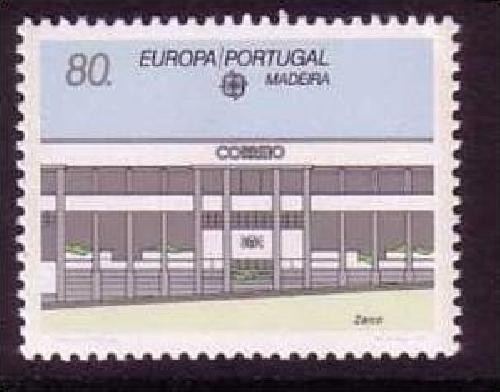 80.
EUROPA/PORTUGAL
MADEIRA
CORREIO
Zarco